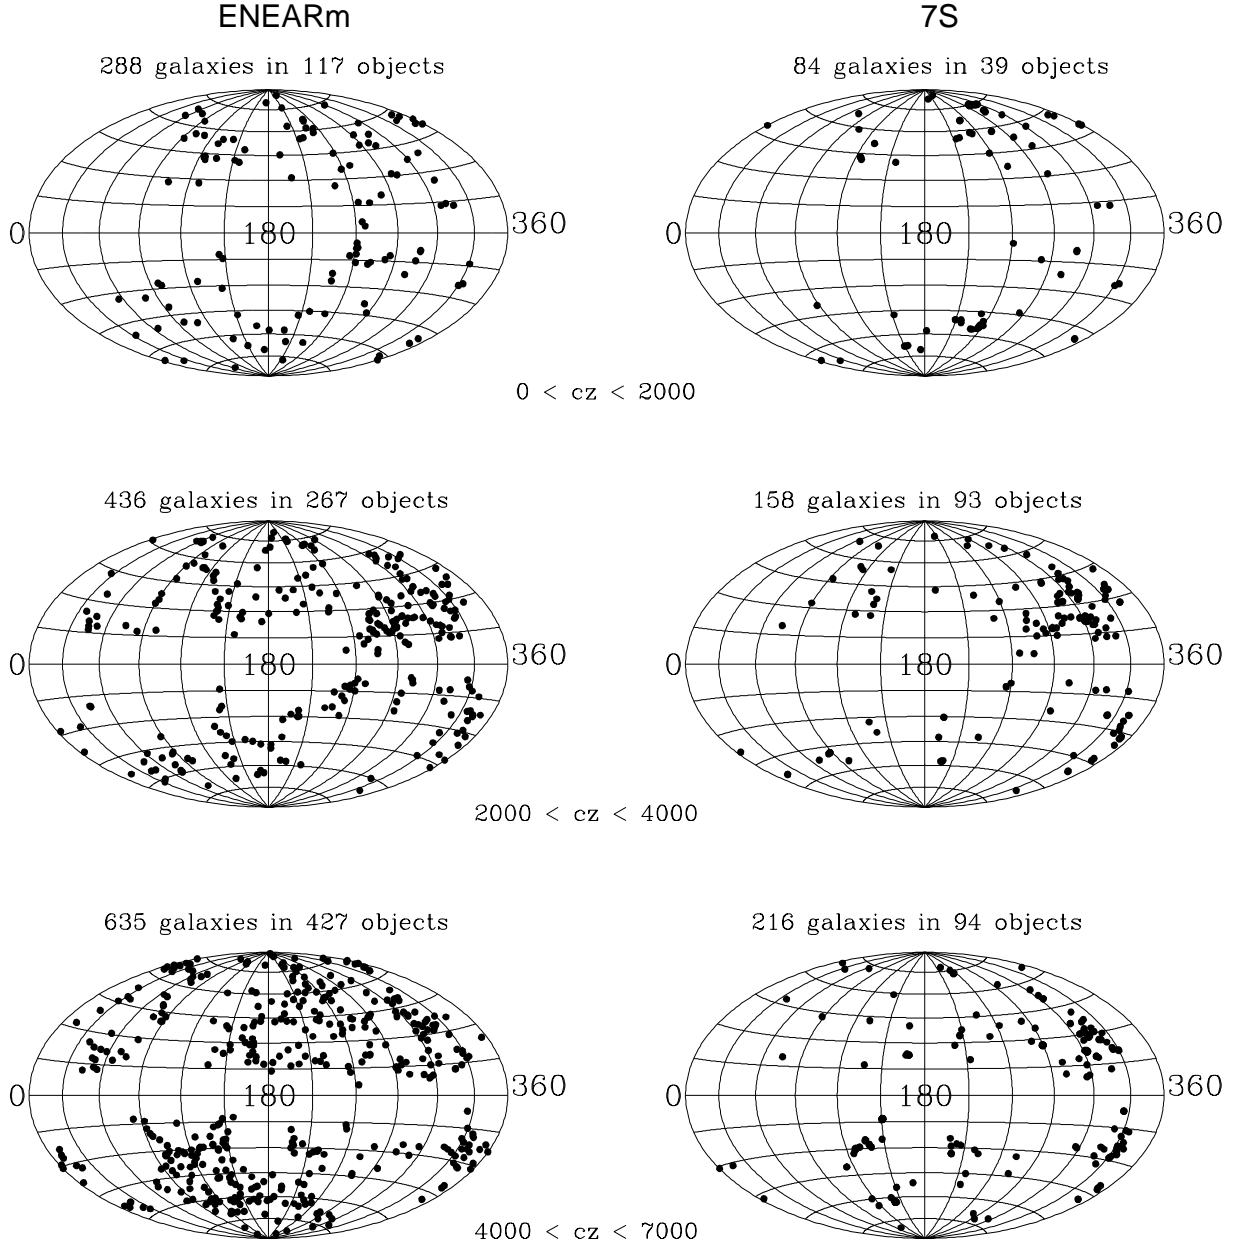 ENEARm
7S
288 galaxies in 117 objects
84 galaxies in 39 objects
0
180
360
0
180
360
0 < cz < 2000
436 galaxies in 267 objects
158 galaxies in 93 objects
0
180
360
0
180
360
2000 < cz < 4000
635 galaxies in 427 objects
216 galaxies in 94 objects
0
180
360
0
180
360
4000 < cz < 7000